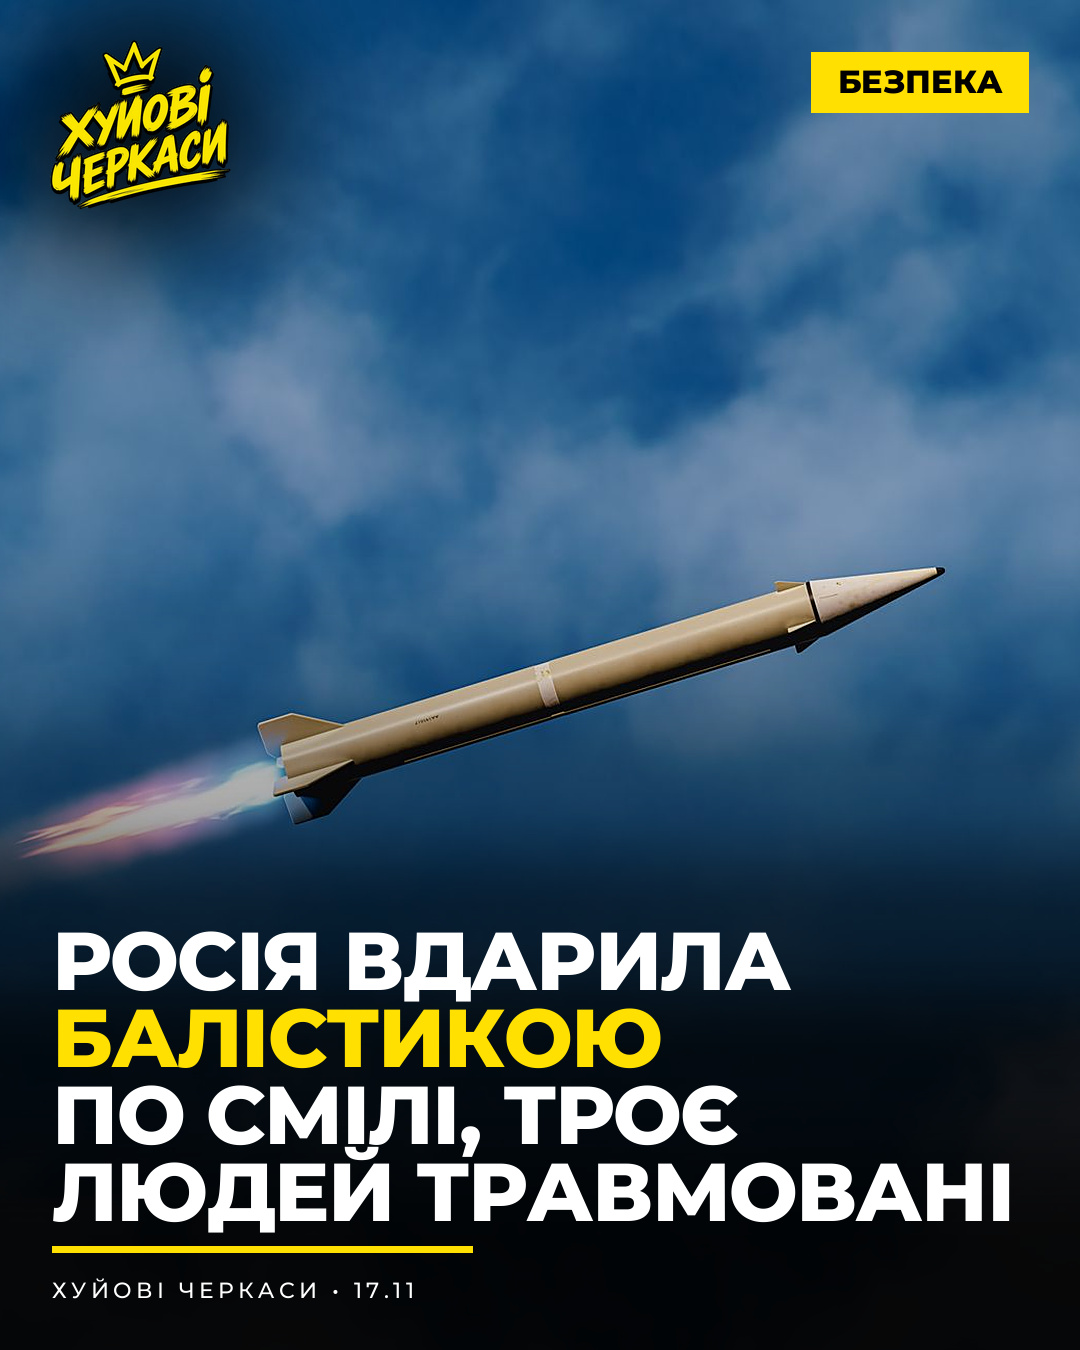 ХУЙОВІ
ЧЕРКАСИ
БЕЗПЕКА
РОСІЯ ВДАРИЛА
БАЛІСТИКОЮ
ПО СМІЛІ, ТРОЄ
ЛЮДЕЙ ТРАВМОВАНІ
ХУЙОВІ ЧЕРКАСИ • 17.11